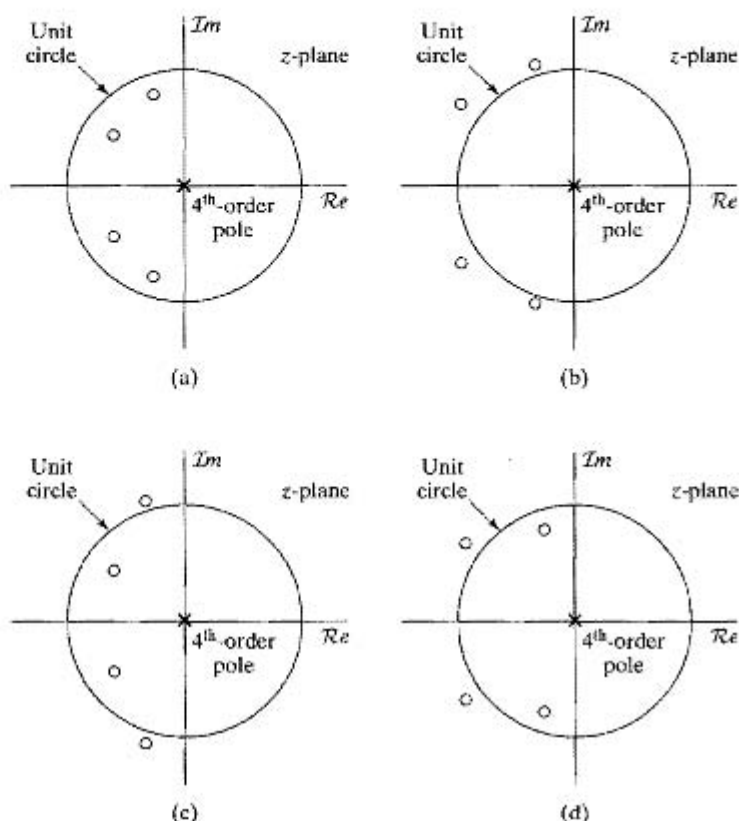 Im
Unit
circle
z-plane
Re
4th-order
pole
(a)
Im
Unit
circle
z-plane
Re
4th-order
pole
(b)
Im
Unit
circle
z-plane
Re
4th-order
pole
(c)
Im
Unit
circle
z-plane
Re
4th-order
pole
(d)